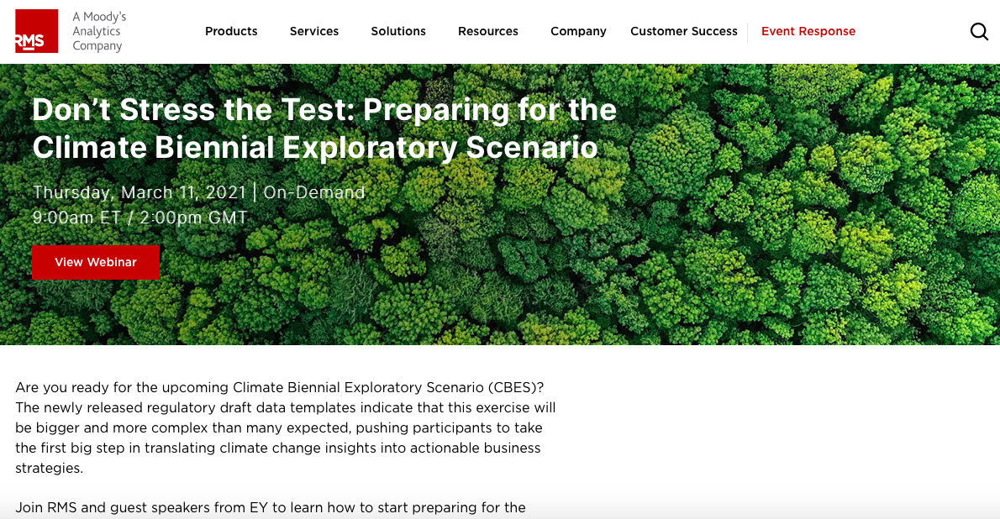 RMS
A Moody's
Analytics
Company
Products Services Solutions Resources Company Customer Success Event Response
Don’t Stress the Test: Preparing for the
Climate Biennial Exploratory Scenario
Thursday, March 11, 2021 | On-Demand
9:00am ET / 2:00pm GMT
View Webinar
Are you ready for the upcoming Climate Biennial Exploratory Scenario (CBES)?
The newly released regulatory draft data templates indicate that this exercise will
be bigger and more complex than many expected, pushing participants to take
the first big step in translating climate change insights into actionable business
strategies.
Join RMS and guest speakers from EY to learn how to start preparing for the